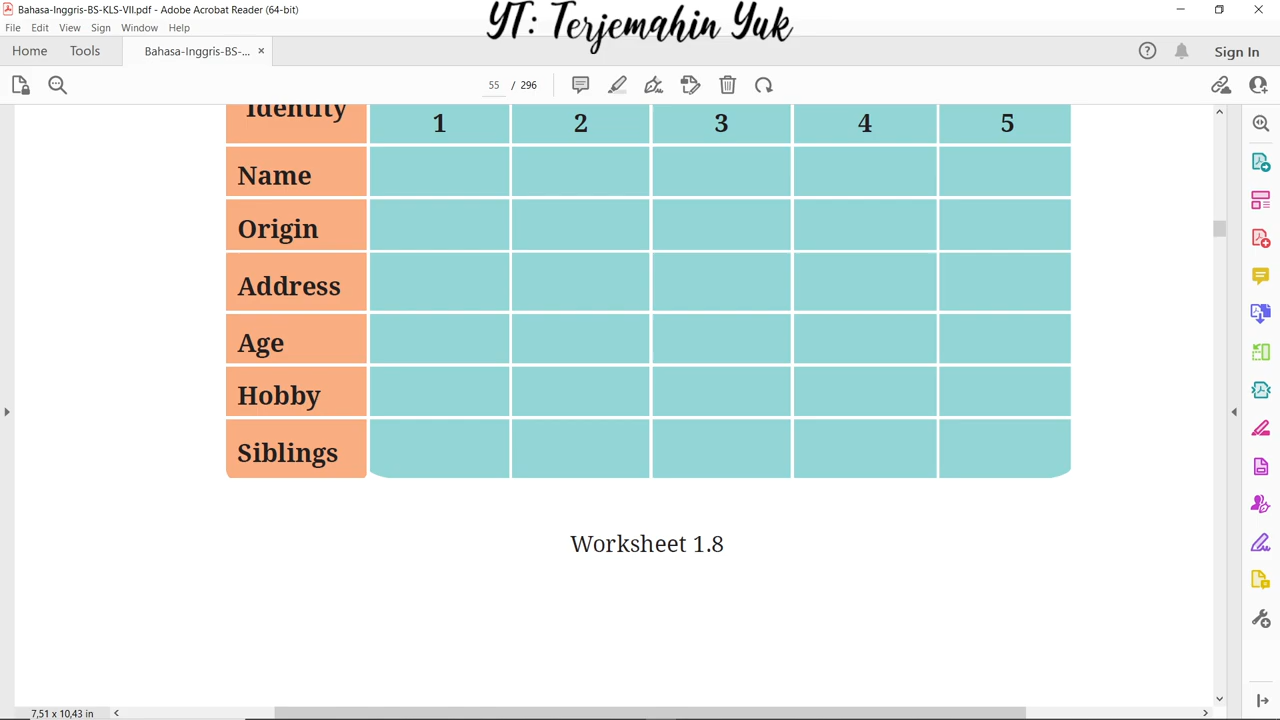 Bahasa-Inggris-BS-KLS-VII.pdf - Adobe Acrobat Reader (64-bit)
YT: Terjemahin Yuk
File Edit View Sign Window Help
Home Tools Bahasa-Inggris-BS-... × Sign In
55 / 296
Identity 1 2 3 4 5
Name
Origin
Address
Age
Hobby
Siblings
Worksheet 1.8
7,51 x 10,43 in